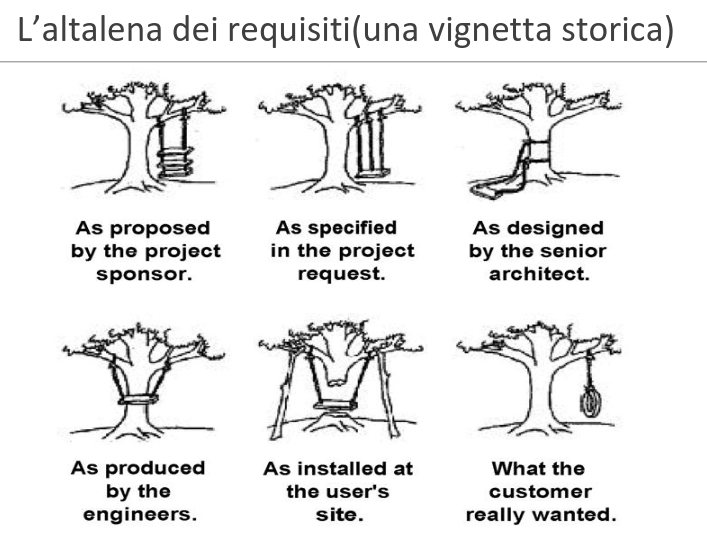 L’altalena dei requisiti(una vignetta storica)
As proposed
by the project
sponsor.
As specified
in the project
request.
As designed
by the senior
architect.
As produced
by the
engineers.
As installed at
the user's
site.
What the
customer
really wanted.